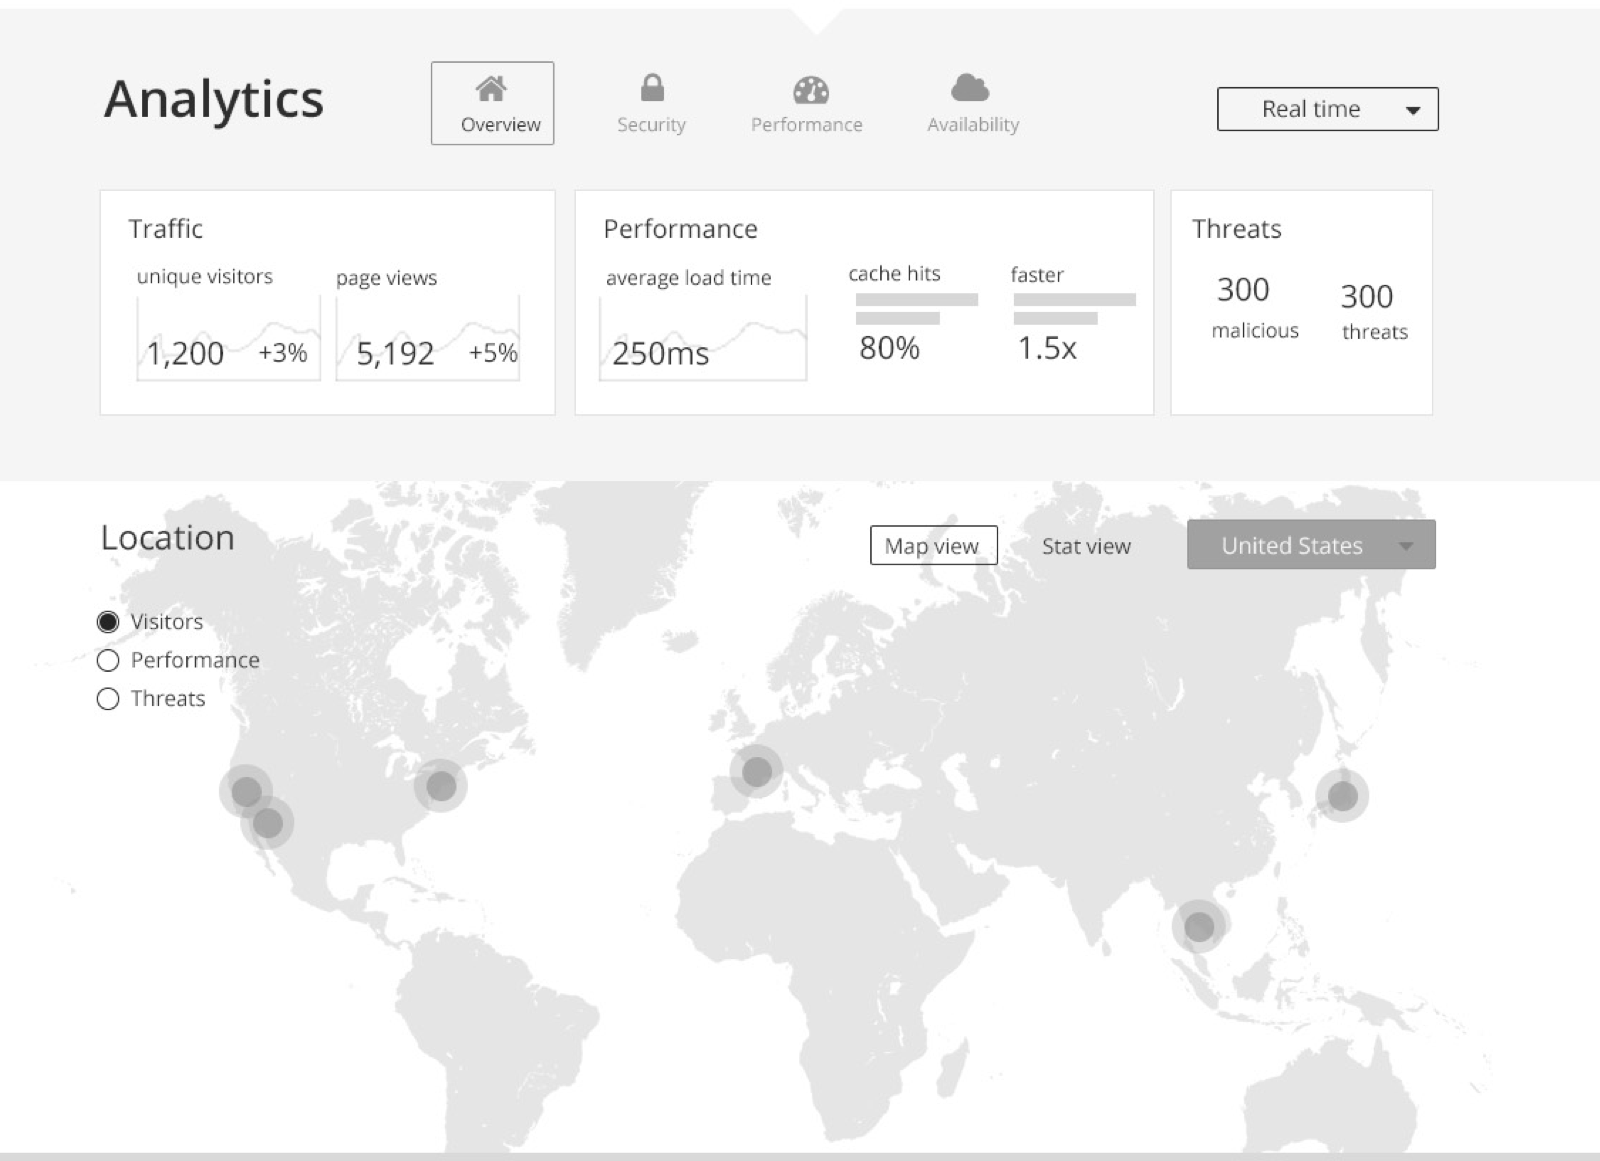 Analytics
Overview
Security
Performance
Availability
Real time
Traffic
unique visitors
1,200 +3%
page views
5,192 +5%
Performance
average load time
250ms
cache hits
80%
faster
1.5x
Threats
300
malicious
300
threats
Location
Map view
Stat view
United States
Visitors
Performance
Threats